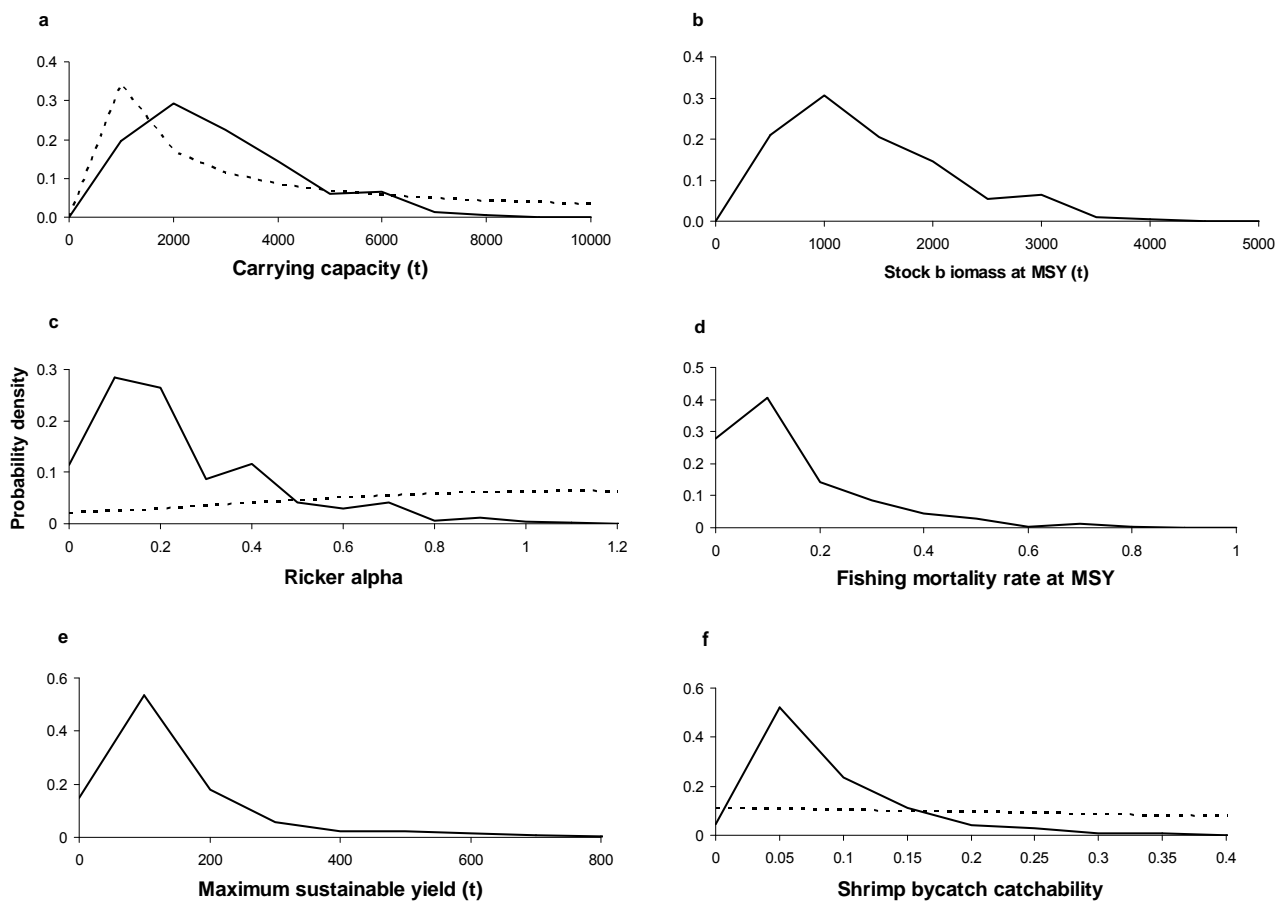 a
0.4
0.3
0.2
0.1
0.0
0 2000 4000 6000 8000 10000
Carrying capacity (t)
b
0.4
0.3
0.2
0.1
0.0
0 1000 2000 3000 4000 5000
Stock b iomass at MSY (t)
c
Probability density
0.3
0.2
0.1
0
0 0.2 0.4 0.6 0.8 1 1.2
Ricker alpha
d
0.5
0.4
0.3
0.2
0.1
0
0 0.2 0.4 0.6 0.8 1
Fishing mortality rate at MSY
e
0.6
0.4
0.2
0
0 200 400 600 800
Maximum sustainable yield (t)
f
0.6
0.4
0.2
0
0 0.05 0.1 0.15 0.2 0.25 0.3 0.35 0.4
Shrimp bycatch catchability